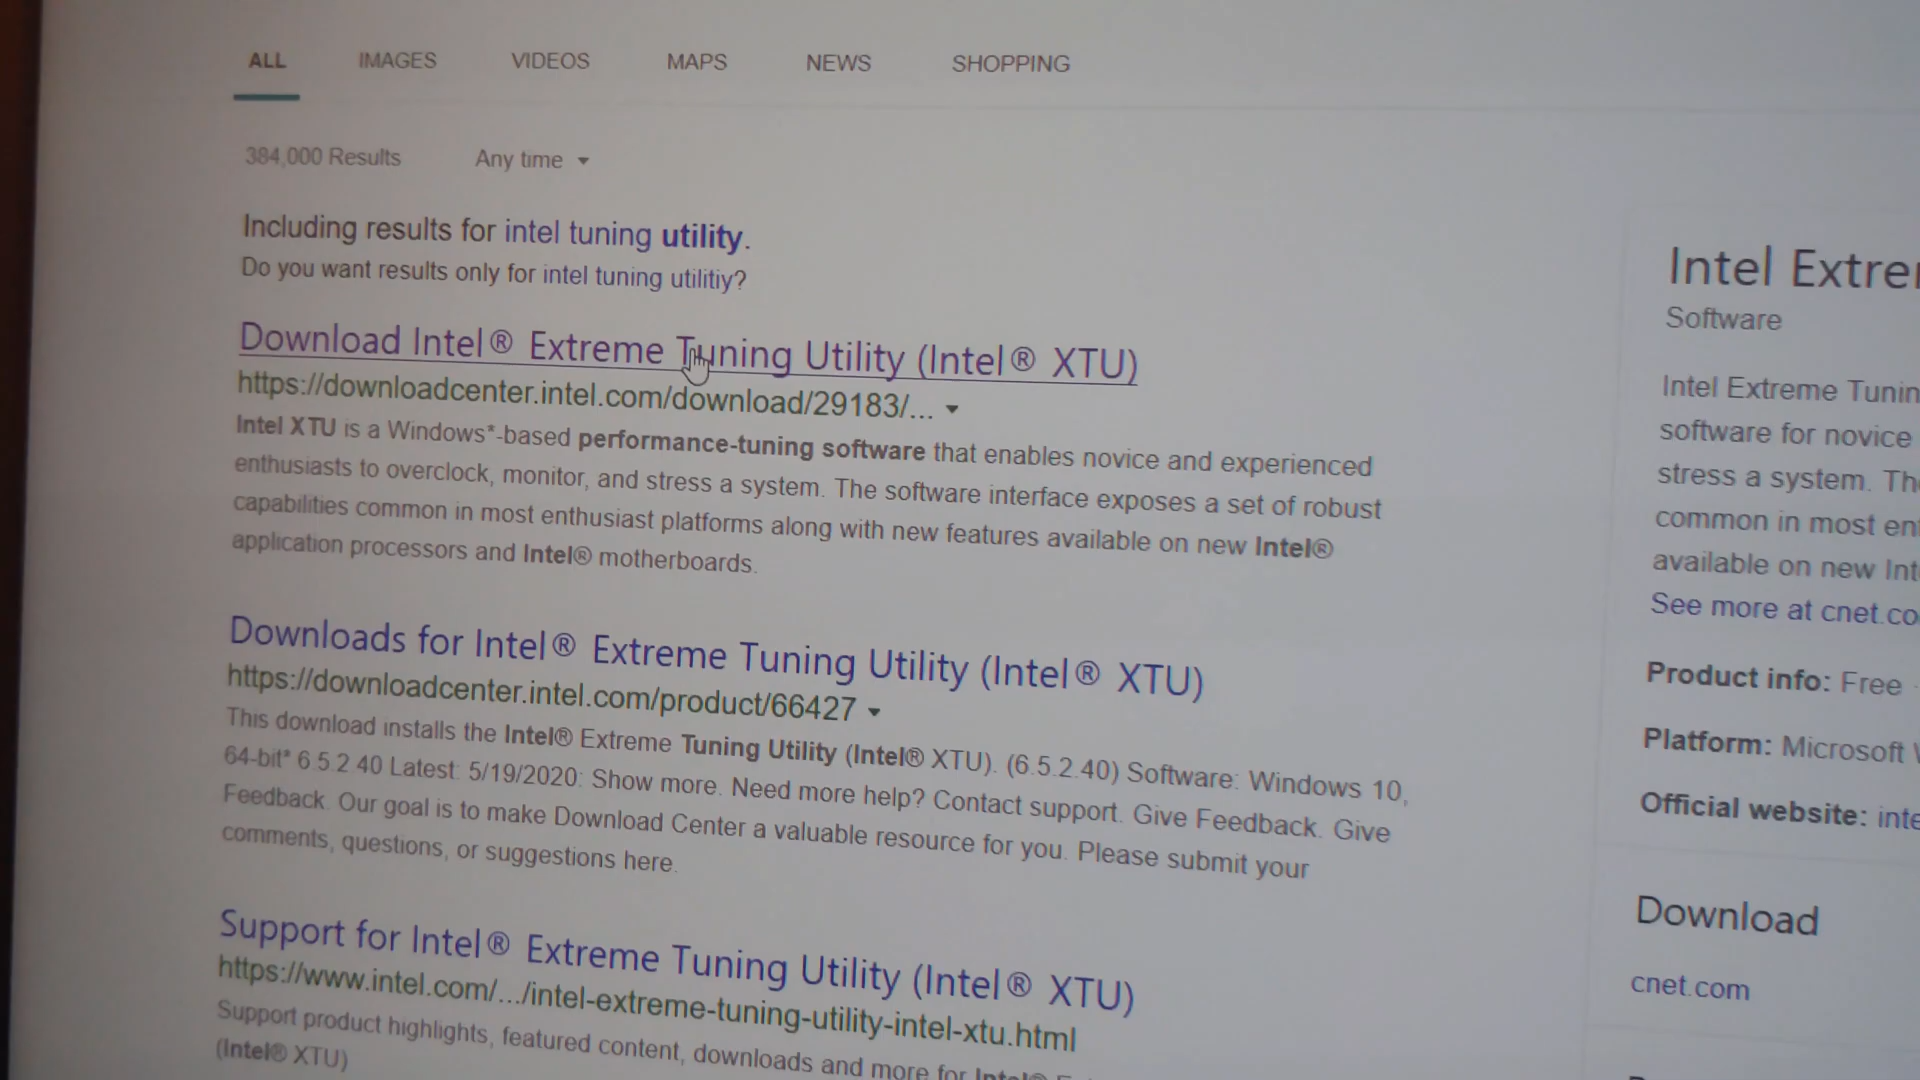 ALL IMAGES VIDEOS MAPS NEWS SHOPPING
384,000 Results Any time
Including results for intel tuning utility.
Do you want results only for intel tuning utilitiy?
Download Intel® Extreme Tuning Utility (Intel® XTU)
https://downloadcenter.intel.com/download/29183/...
Intel XTU is a Windows*-based performance-tuning software that enables novice and experienced
enthusiasts to overclock, monitor, and stress a system. The software interface exposes a set of robust
capabilities common in most enthusiast platforms along with new features available on new Intel®
application processors and Intel® motherboards.
Downloads for Intel® Extreme Tuning Utility (Intel® XTU)
https://downloadcenter.intel.com/product/66427
This download installs the Intel® Extreme Tuning Utility (Intel® XTU). (6.5.2.40) Software: Windows 10,
64-bit* 6.5.2.40 Latest: 5/19/2020: Show more. Need more help? Contact support. Give Feedback. Give
Feedback. Our goal is to make Download Center a valuable resource for you. Please submit your
comments, questions, or suggestions here.
Support for Intel® Extreme Tuning Utility (Intel® XTU)
https://www.intel.com/.../intel-extreme-tuning-utility-intel-xtu.html
Support product highlights, featured content, downloads and more for Intel®
(Intel® XTU)
Intel Extre
Software
Intel Extreme Tunin
software for novice
stress a system. The
common in most ent
available on new Int
See more at cnet.co
Product info: Free
Platform: Microsoft
Official website: inte
Download
cnet.com